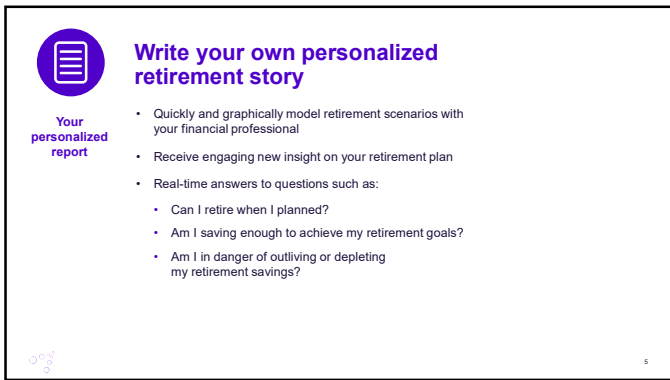 Write your own personalized
retirement story
Your
personalized
report
• Quickly and graphically model retirement scenarios with
your financial professional
• Receive engaging new insight on your retirement plan
• Real-time answers to questions such as:
• Can I retire when I planned?
• Am I saving enough to achieve my retirement goals?
• Am I in danger of outliving or depleting
my retirement savings?
5